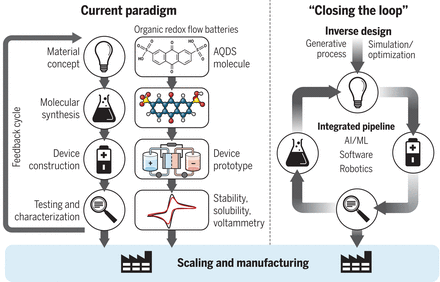 Current paradigm
Organic redox flow batteries
Material
concept
HO
O
S
O
O
O
S
O
OH
O
AQDS
molecule
Molecular
synthesis
Feedback cycle
Device
construction
+
−
Device
prototype
Testing and
characterization
Stability,
solubility,
voltammetry
“Closing the loop”
Inverse design
Generative
process
Simulation/
optimization
Integrated pipeline
AI/ML
Software
Robotics
Scaling and manufacturing